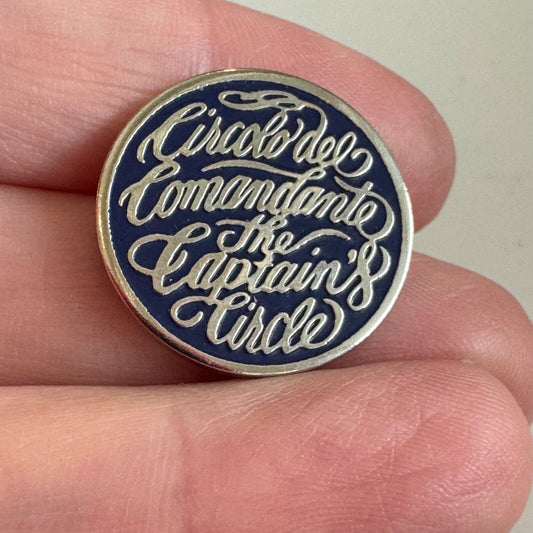 Circolo del
Comandante
The
Captain's
Circle